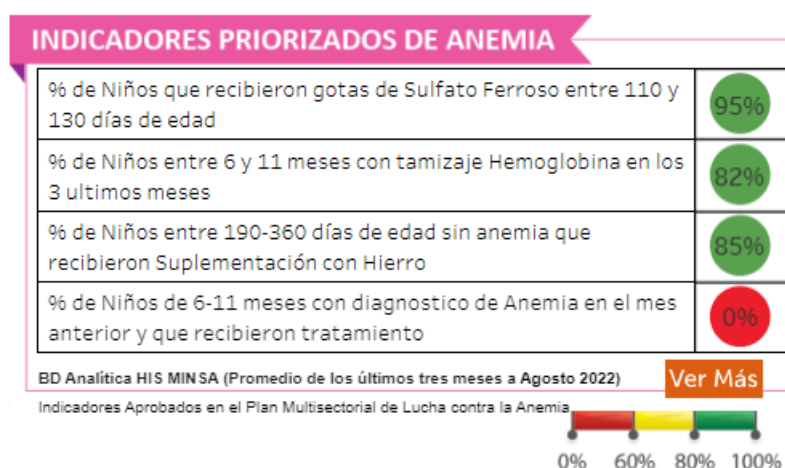 INDICADORES PRIORIZADOS DE ANEMIA
% de Niños que recibieron gotas de Sulfato Ferroso entre 110 y
130 días de edad
95%
% de Niños entre 6 y 11 meses con tamizaje Hemoglobina en los
3 ultimos meses
82%
% de Niños entre 190-360 días de edad sin anemia que
recibieron Suplementación con Hierro
85%
% de Niños de 6-11 meses con diagnostico de Anemia en el mes
anterior y que recibieron tratamiento
0%
BD Analítica HIS MINSA (Promedio de los últimos tres meses a Agosto 2022)
Ver Más
Indicadores Aprobados en el Plan Multisectorial de Lucha contra la Anemia
0% 60% 80% 100%